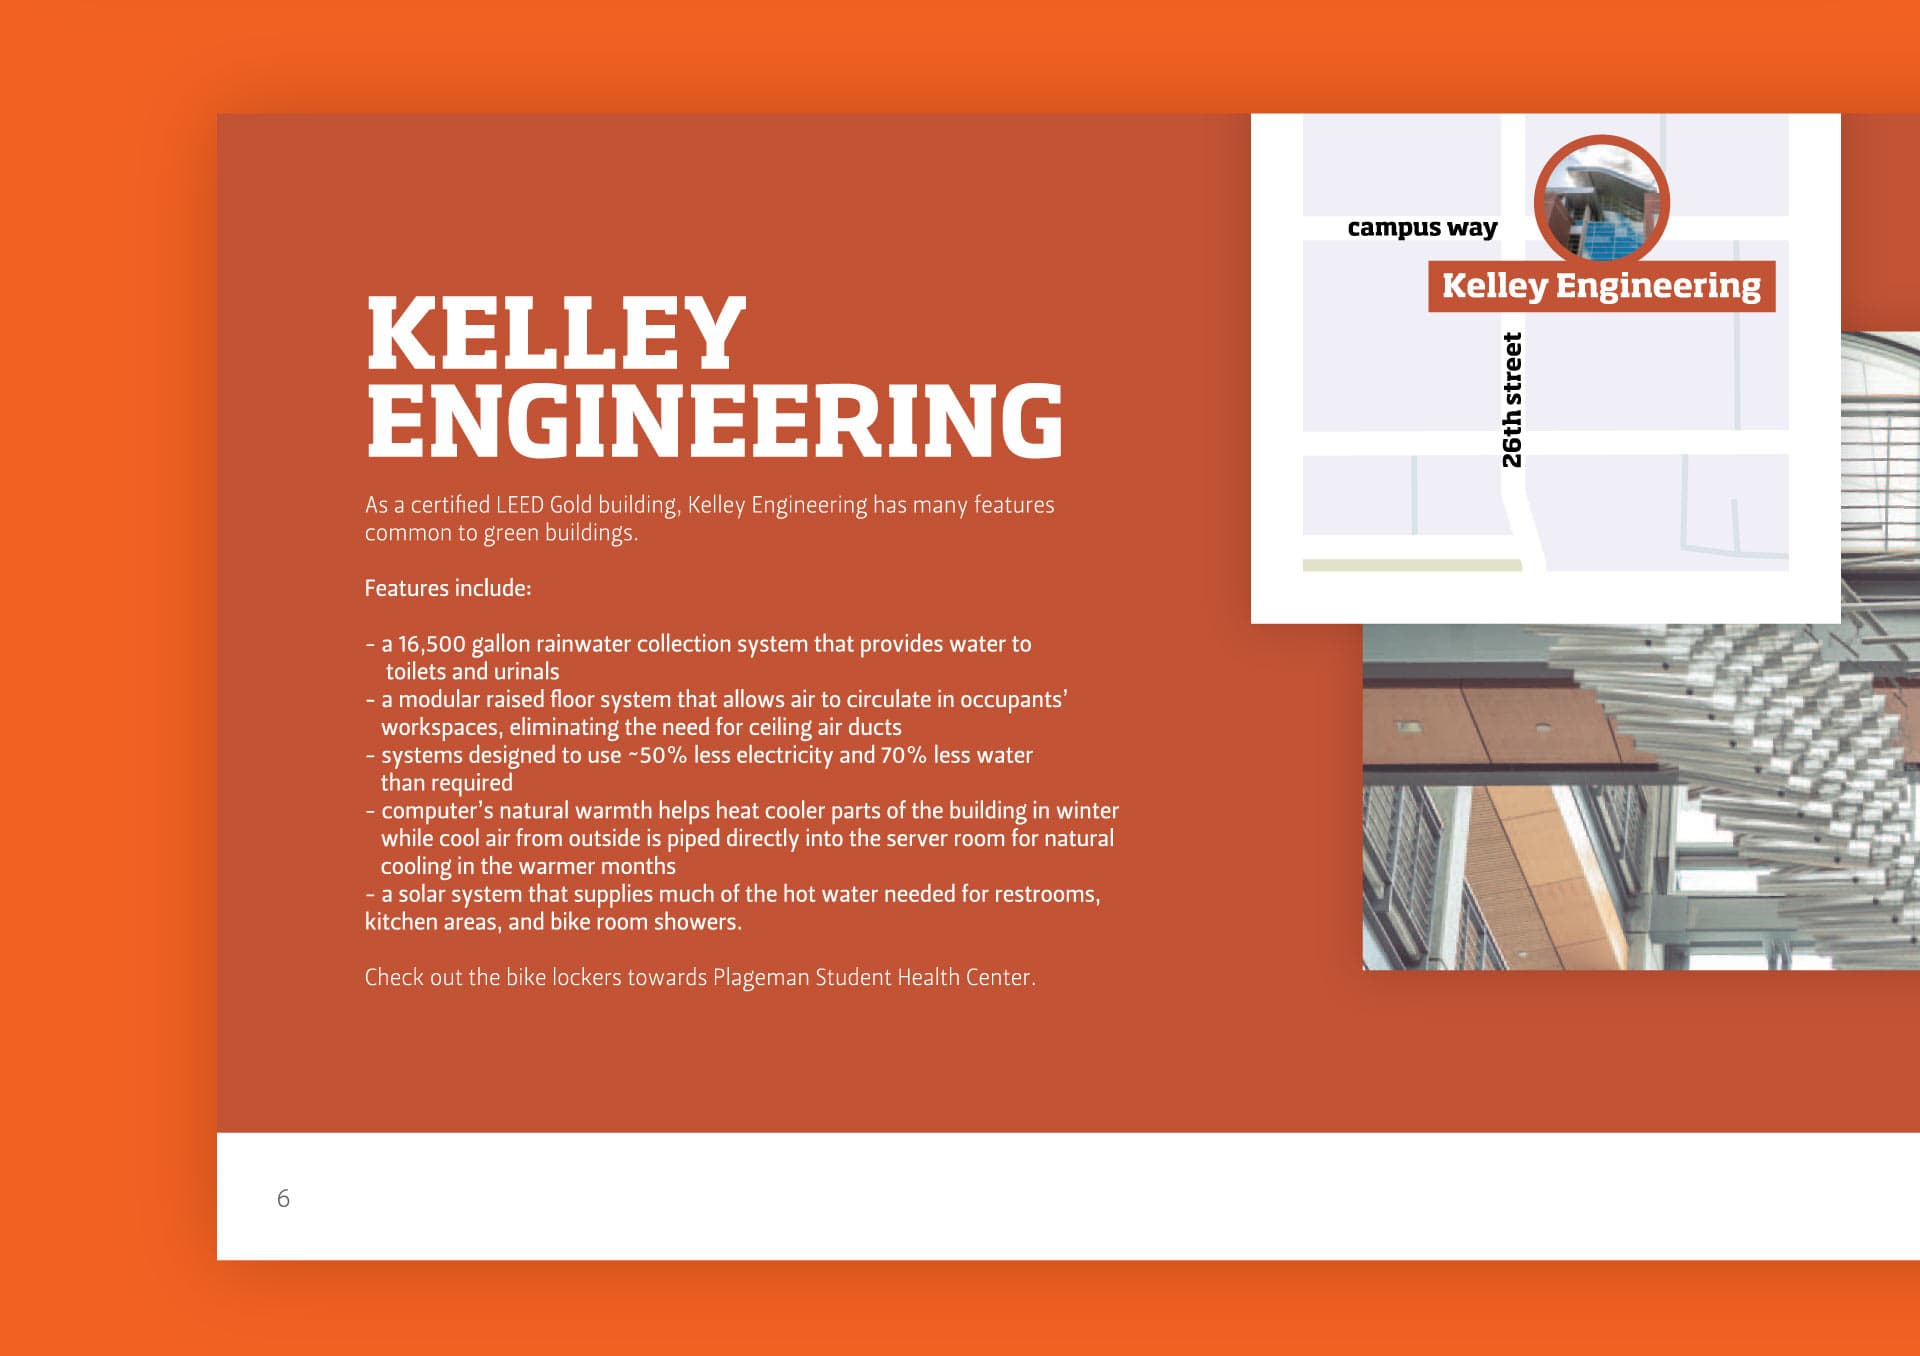 KELLEY
ENGINEERING
As a certified LEED Gold building, Kelley Engineering has many features
common to green buildings.
Features include:
- a 16,500 gallon rainwater collection system that provides water to
toilets and urinals
- a modular raised floor system that allows air to circulate in occupants’
workspaces, eliminating the need for ceiling air ducts
- systems designed to use ~50% less electricity and 70% less water
than required
- computer’s natural warmth helps heat cooler parts of the building in winter
while cool air from outside is piped directly into the server room for natural
cooling in the warmer months
- a solar system that supplies much of the hot water needed for restrooms,
kitchen areas, and bike room showers.
Check out the bike lockers towards Plageman Student Health Center.
campus way
Kelley Engineering
26th street
6